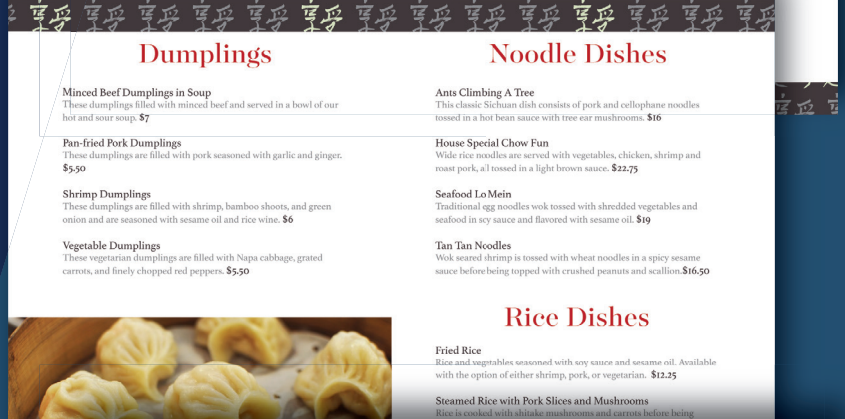 Dumplings
Minced Beef Dumplings in Soup
These dumplings filled with minced beef and served in a bowl of our
hot and sour soup. $7
Pan-fried Pork Dumplings
These dumplings are filled with pork seasoned with garlic and ginger.
$5.50
Shrimp Dumplings
These dumplings are filled with shrimp, bamboo shoots, and green
onion and are seasoned with sesame oil and rice wine. $6
Vegetable Dumplings
These vegetarian dumplings are filled with Napa cabbage, grated
carrots, and finely chopped red peppers. $5.50
Noodle Dishes
Ants Climbing A Tree
This classic Sichuan dish consists of pork and cellophane noodles
tossed in a hot bean sauce with tree ear mushrooms. $16
House Special Chow Fun
Wide rice noodles are served with vegetables, chicken, shrimp and
roast pork, all tossed in a light brown sauce. $22.75
Seafood Lo Mein
Traditional egg noodles wok tossed with shredded vegetables and
seafood in soy sauce and flavored with sesame oil. $19
Tan Tan Noodles
Wok seared shrimp is tossed with wheat noodles in a spicy sesame
sauce before being topped with crushed peanuts and scallion.$16.50
Rice Dishes
Fried Rice
Rice and vegetables seasoned with soy sauce and sesame oil. Available
with the option of either shrimp, pork, or vegetarian. $12.25
Steamed Rice with Pork Slices and Mushrooms
Rice is cooked with shitake mushrooms and carrots before being